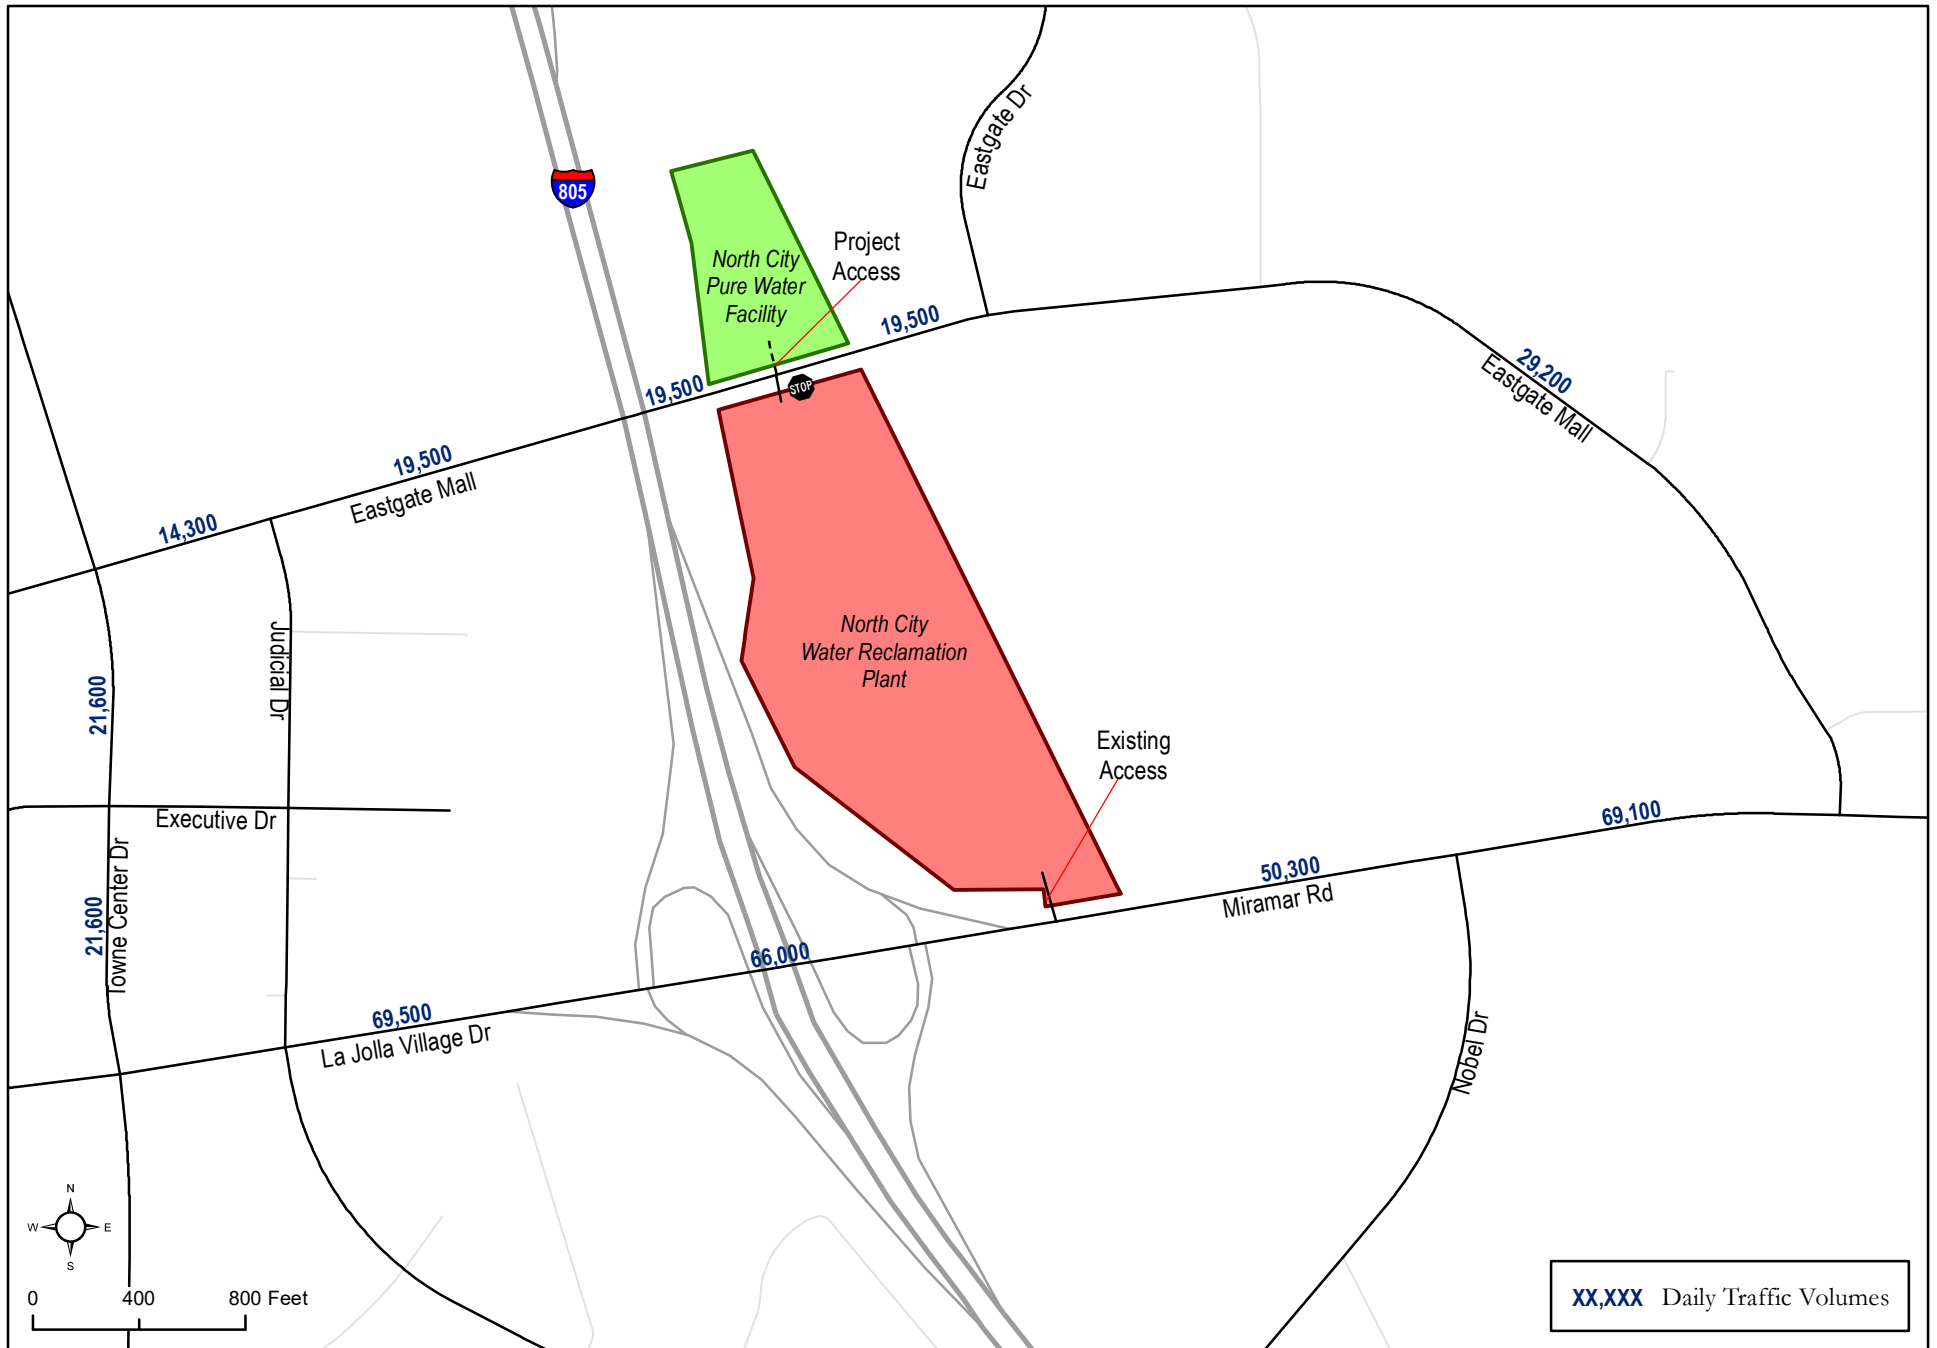 Eastgate Dr
805
Project
Access
North City
Pure Water
Facility
19,500
STOP
19,500
29,200
Eastgate Mall
19,500
Eastgate Mall
14,300
Judicial Dr
21,600
North City
Water Reclamation
Plant
Existing
Access
Executive Dr
69,100
Towne Center Dr
21,600
50,300
Miramar Rd
66,000
69,500
La Jolla Village Dr
Nobel Dr
N
W
E
S
0
400
800 Feet
XX,XXX Daily Traffic Volumes